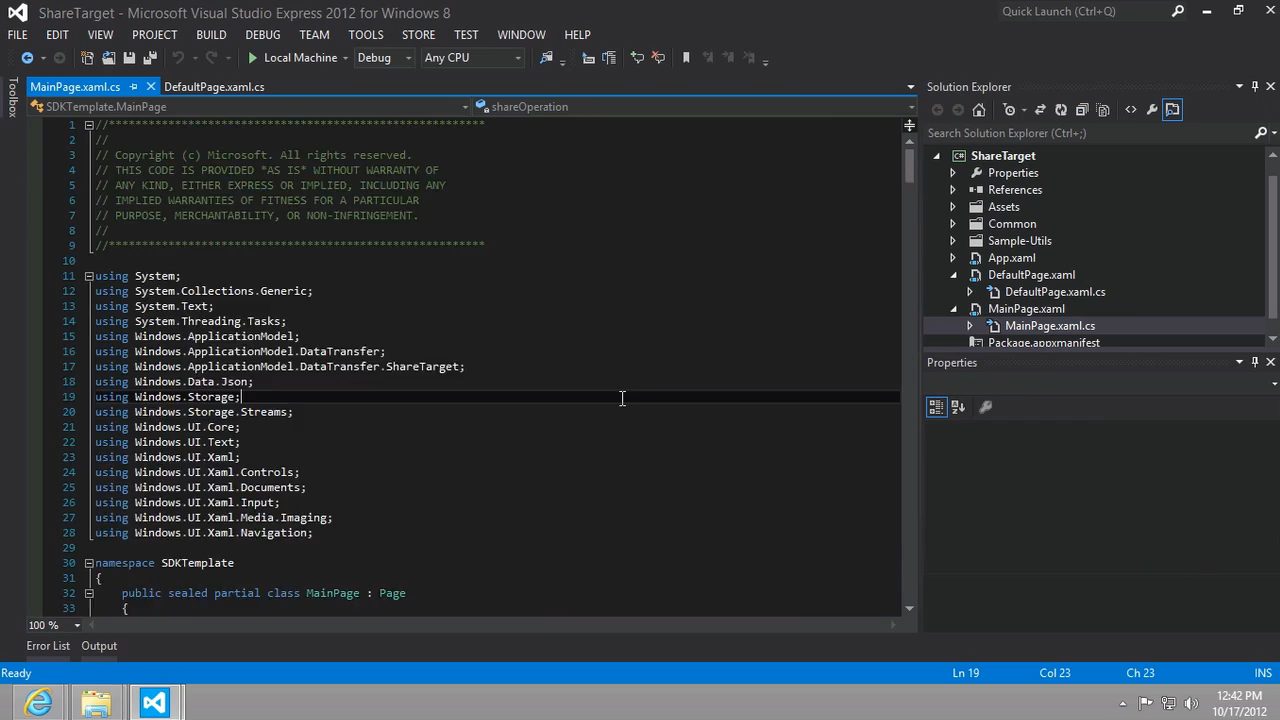 ShareTarget - Microsoft Visual Studio Express 2012 for Windows 8
Quick Launch (Ctrl+Q)
FILE EDIT VIEW PROJECT BUILD DEBUG TEAM TOOLS STORE TEST WINDOW HELP
Local Machine Debug Any CPU
Toolbox
MainPage.xaml.cs DefaultPage.xaml.cs
SDKTemplate.MainPage shareOperation
1 //*********************************************************
2 //
3 // Copyright (c) Microsoft. All rights reserved.
4 // THIS CODE IS PROVIDED *AS IS* WITHOUT WARRANTY OF
5 // ANY KIND, EITHER EXPRESS OR IMPLIED, INCLUDING ANY
6 // IMPLIED WARRANTIES OF FITNESS FOR A PARTICULAR
7 // PURPOSE, MERCHANTABILITY, OR NON-INFRINGEMENT.
8 //
9 //*********************************************************
10
11 using System;
12 using System.Collections.Generic;
13 using System.Text;
14 using System.Threading.Tasks;
15 using Windows.ApplicationModel;
16 using Windows.ApplicationModel.DataTransfer;
17 using Windows.ApplicationModel.DataTransfer.ShareTarget;
18 using Windows.Data.Json;
19 using Windows.Storage;
20 using Windows.Storage.Streams;
21 using Windows.UI.Core;
22 using Windows.UI.Text;
23 using Windows.UI.Xaml;
24 using Windows.UI.Xaml.Controls;
25 using Windows.UI.Xaml.Documents;
26 using Windows.UI.Xaml.Input;
27 using Windows.UI.Xaml.Media.Imaging;
28 using Windows.UI.Xaml.Navigation;
29
30 namespace SDKTemplate
31 {
32 public sealed partial class MainPage : Page
33 {
100 %
Error List Output
Solution Explorer
Search Solution Explorer (Ctrl+;)
C# ShareTarget
Properties
References
Assets
Common
Sample-Utils
App.xaml
DefaultPage.xaml
DefaultPage.xaml.cs
MainPage.xaml
MainPage.xaml.cs
Package.appxmanifest
Properties
Ready Ln 19 Col 23 Ch 23 INS
12:42 PM
10/17/2012